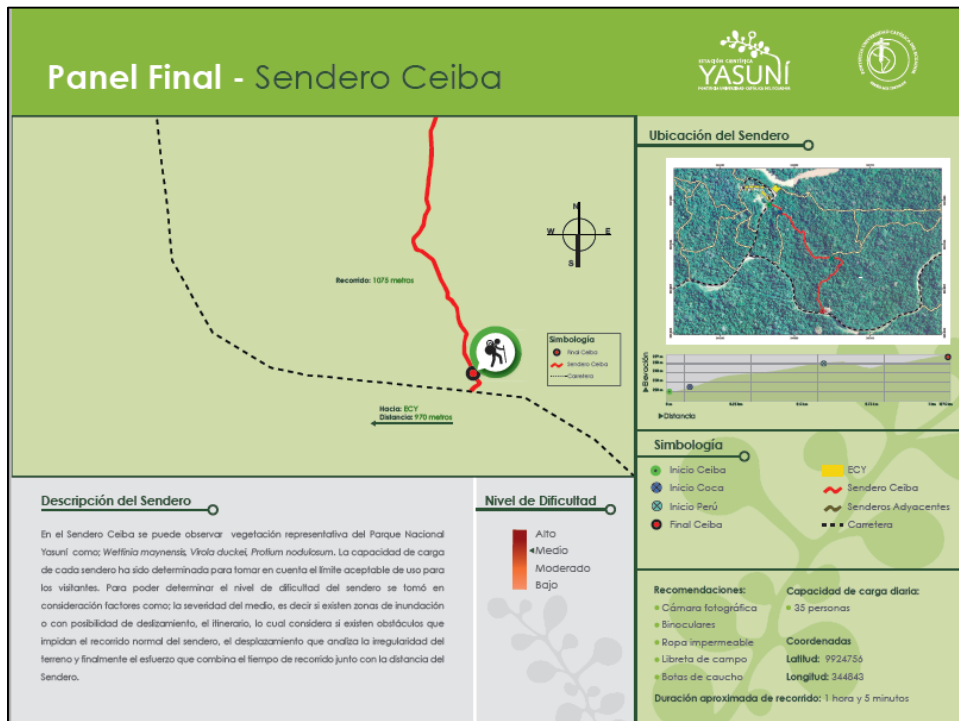 Panel Final - Sendero Ceiba
ESTACIÓN CIENTÍFICA
YASUNÍ
PONTIFICIA UNIVERSIDAD CATÓLICA DEL ECUADOR
N
W E
S
Recorrido: 1075 metros
Simbología
Final Ceiba
Sendero Ceiba
Carretera
Hacia: ECY
Distancia: 970 metros
Ubicación del Sendero
Elevación
Distancia
Simbología
Inicio Ceiba
Inicio Coca
Inicio Perú
Final Ceiba
ECY
Sendero Ceiba
Senderos Adyacentes
Carretera
Descripción del Sendero
En el Sendero Ceiba se puede observar vegetación representativa del Parque Nacional
Yasuní como; Wettinia maynensis, Virola duckei, Protium nodulosum. La capacidad de carga
de cada sendero ha sido determinada para tomar en cuenta el límite aceptable de uso para
los visitantes. Para poder determinar el nivel de dificultad del sendero se tomó en
consideración factores como; la severidad del medio, es decir si existen zonas de inundación
o con posibilidad de deslizamiento, el itinerario, lo cual considera si existen obstáculos que
impidan el recorrido normal del sendero, el desplazamiento que analiza la irregularidad del
terreno y finalmente el esfuerzo que combina el tiempo de recorrido junto con la distancia del
Sendero.
Nivel de Dificultad
Alto
Medio
Moderado
Bajo
Recomendaciones:
Cámara fotográfica
Binoculares
Ropa impermeable
Libreta de campo
Botas de caucho
Capacidad de carga diaria:
35 personas
Coordenadas
Latitud: 9924756
Longitud: 344843
Duración aproximada de recorrido: 1 hora y 5 minutos